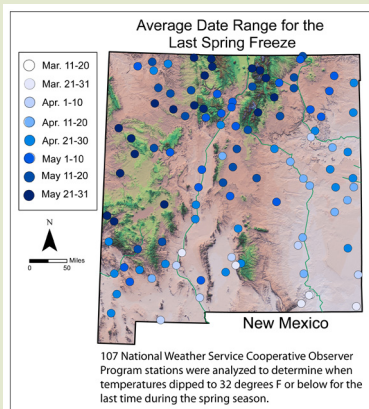 Average Date Range for the
Last Spring Freeze
Mar. 11-20
Mar. 21-31
Apr. 1-10
Apr. 11-20
Apr. 21-30
May 1-10
May 11-20
May 21-31
N
Miles
0 50
New Mexico
107 National Weather Service Cooperative Observer
Program stations were analyzed to determine when
temperatures dipped to 32 degrees F or below for the
last time during the spring season.